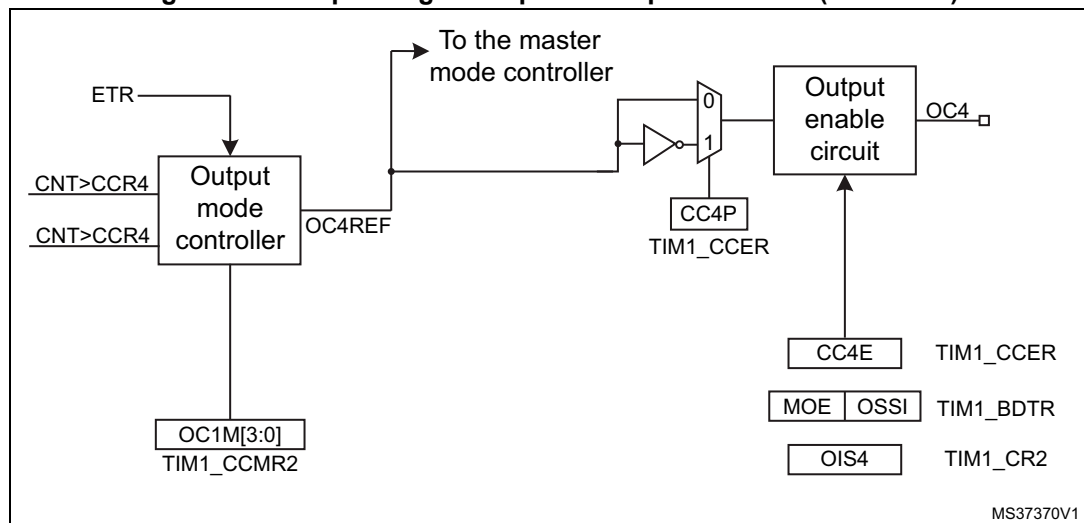 To the master
mode controller
ETR
0
Output
enable
circuit
OC4
CNT>CCR4
Output
mode
controller
1
CC4P
OC4REF
CNT>CCR4
TIM1_CCER
CC4E
TIM1_CCER
MOE
OSSI
TIM1_BDTR
OC1M[3:0]
OIS4
TIM1_CR2
TIM1_CCMR2
MS37370V1